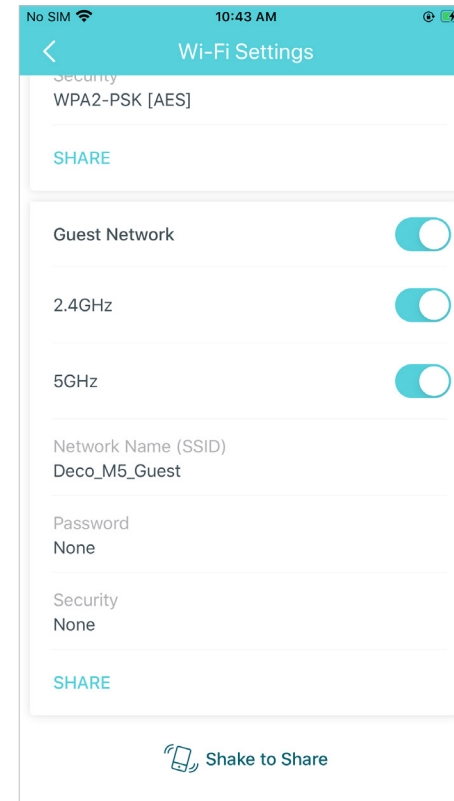 No SIM 10:43 AM
Wi-Fi Settings
Security
WPA2-PSK [AES]
SHARE
Guest Network
2.4GHz
5GHz
Network Name (SSID)
Deco_M5_Guest
Password
None
Security
None
SHARE
Shake to Share